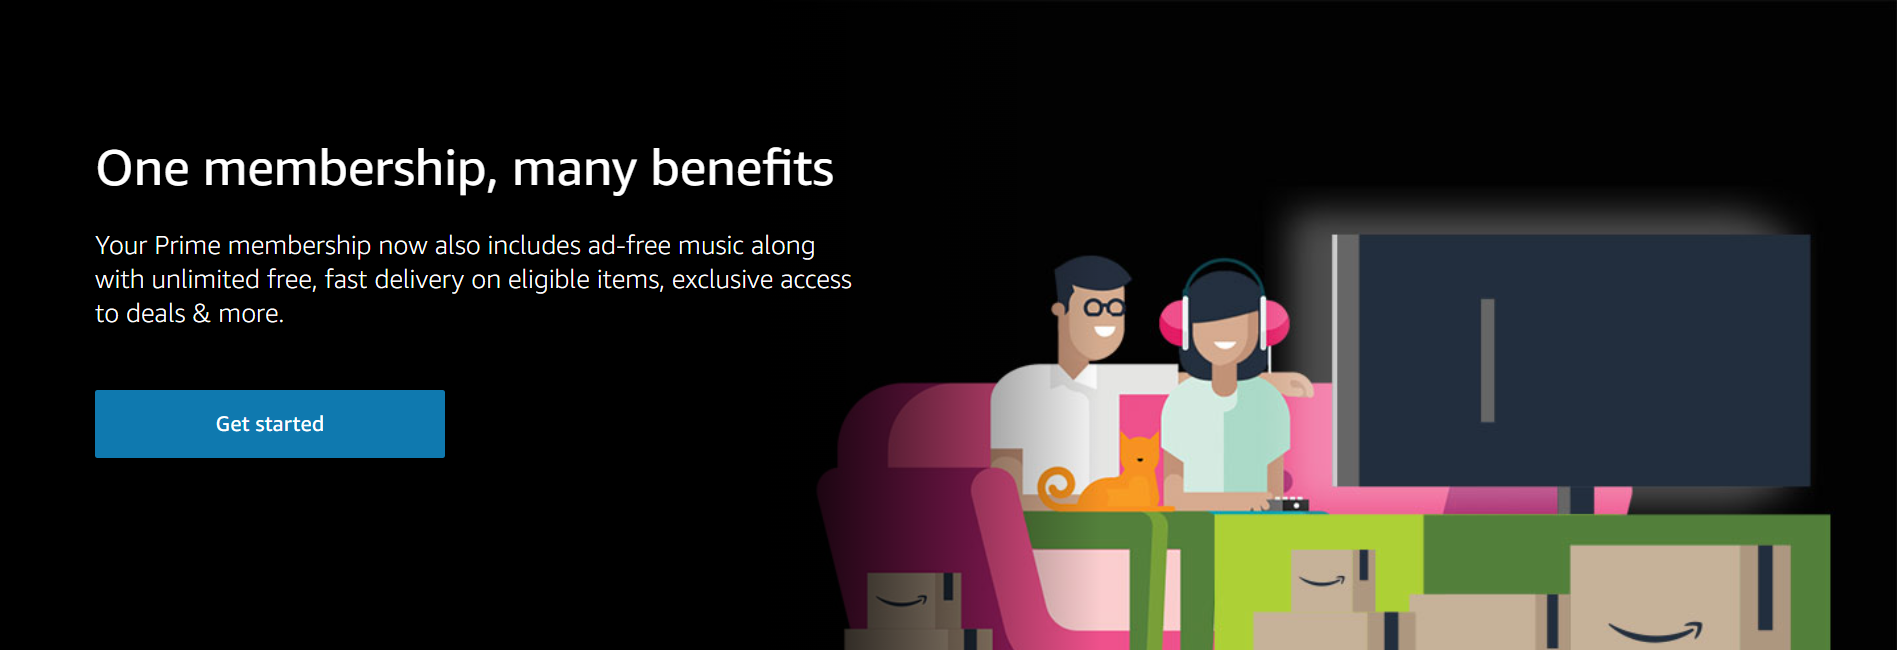 One membership, many benefits
Your Prime membership now also includes ad-free music along
with unlimited free, fast delivery on eligible items, exclusive access
to deals & more.
Get started